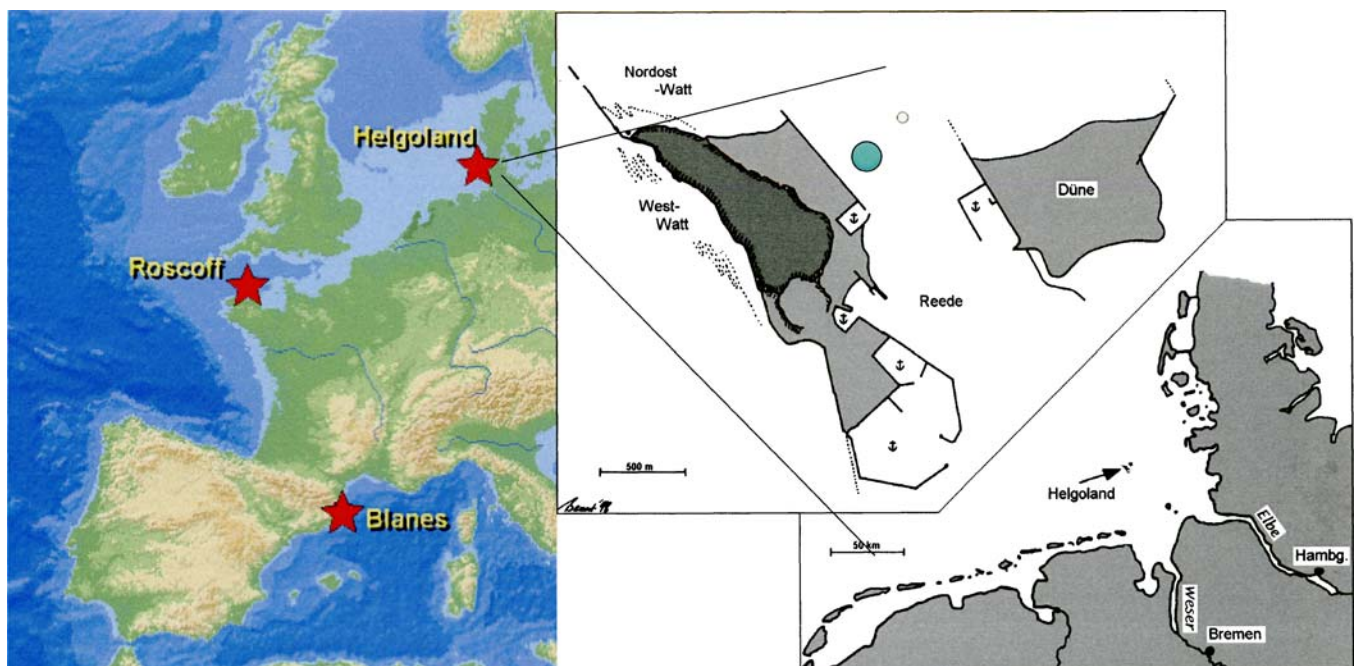 Helgoland
Roscoff
Blanes
Nordost
-Watt
West-
Watt
Düne
Reede
500 m
Helgoland
50 km
Elbe
Hambg.
Weser
Bremen